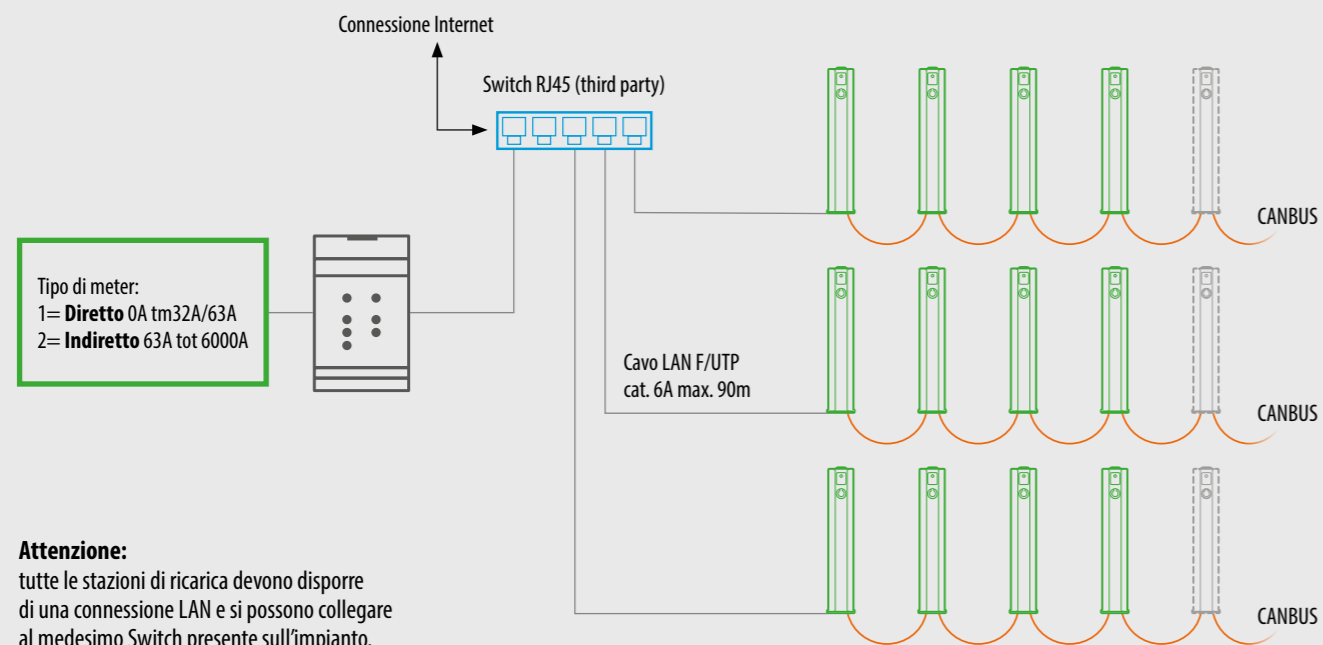 Connessione Internet
Switch RJ45 (third party)
CANBUS
Tipo di meter:
1= Diretto 0A tm32A/63A
2= Indiretto 63A tot 6000A
Cavo LAN F/UTP
cat. 6A max. 90m
CANBUS
Attenzione:
tutte le stazioni di ricarica devono disporre
di una connessione LAN e si possono collegare
al medesimo Switch presente sull'impianto.
CANBUS